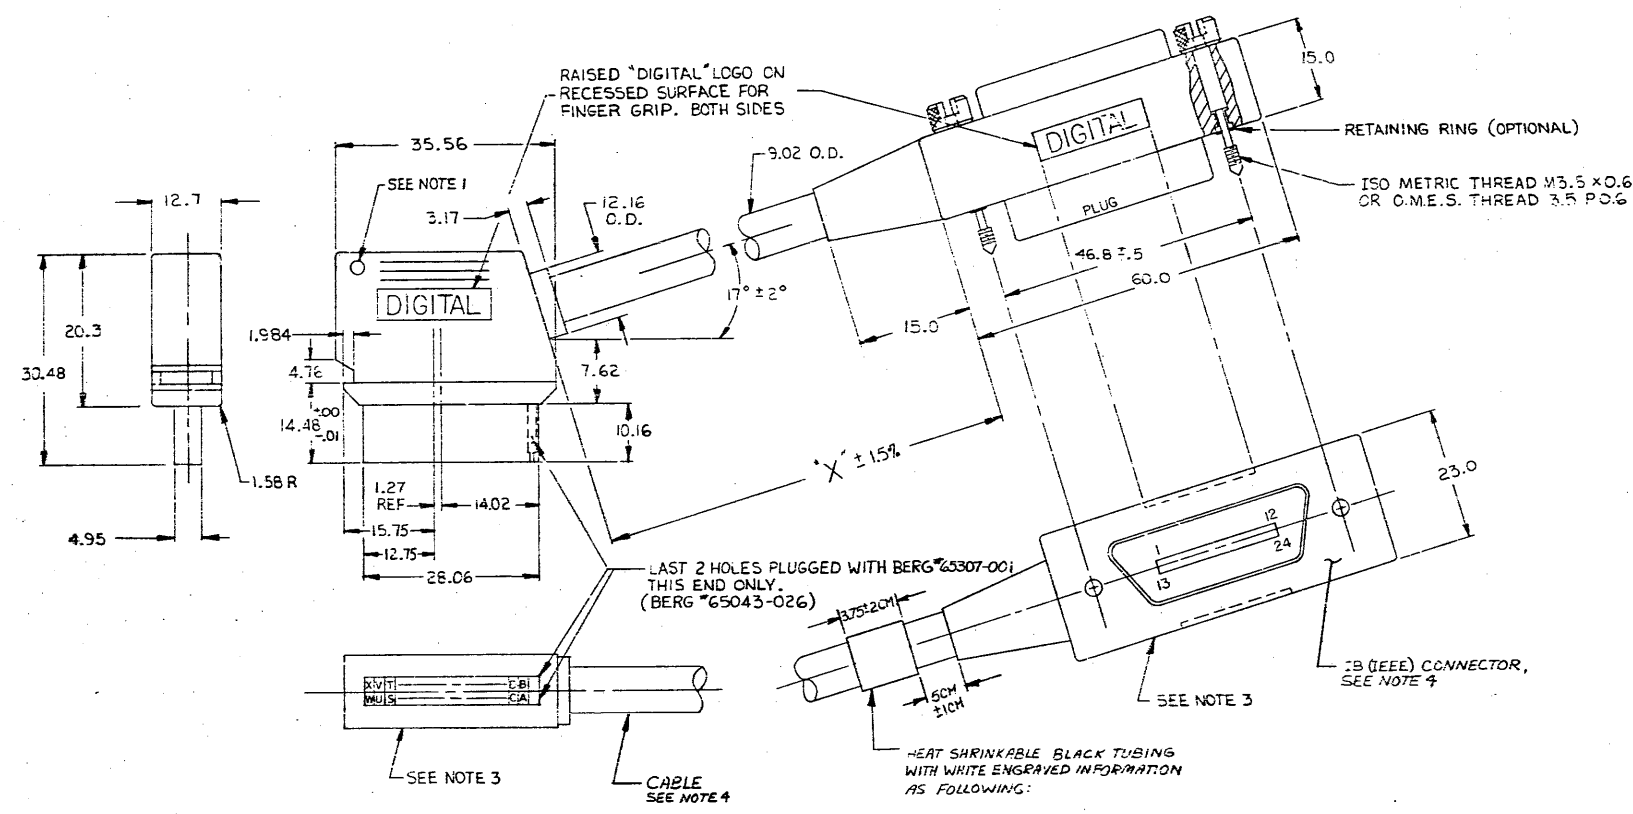 RAISED "DIGITAL" LOGO ON
RECESSED SURFACE FOR
FINGER GRIP. BOTH SIDES
15.0
35.56
DIGITAL
RETAINING RING (OPTIONAL)
9.02 O.D.
SEE NOTE 1
ISO METRIC THREAD M3.5 X 0.6
OR O.M.E.S. THREAD 3.5 P 0.6
12.7
3.17
12.16
O.D.
PLUG
46.8 ±.5
60.0
17° ± 2°
DIGITAL
20.3
1.984
15.0
30.48
4.76
7.62
14.48
+.00
-.01
10.16
"X" ± 1.5%
23.0
1.58 R
1.27
REF
14.02
15.75
12.75
4.95
28.06
12
1
24
13
LAST 2 HOLES PLUGGED WITH BERG #65307-001
THIS END ONLY.
(BERG #65043-026)
3.75±2CM
IB (IEEE) CONNECTOR,
SEE NOTE 4
X V T D B
W U S C A
5CM
±1CM
SEE NOTE 3
HEAT SHRINKABLE BLACK TUBING
WITH WHITE ENGRAVED INFORMATION
AS FOLLOWING:
SEE NOTE 3
CABLE
SEE NOTE 4